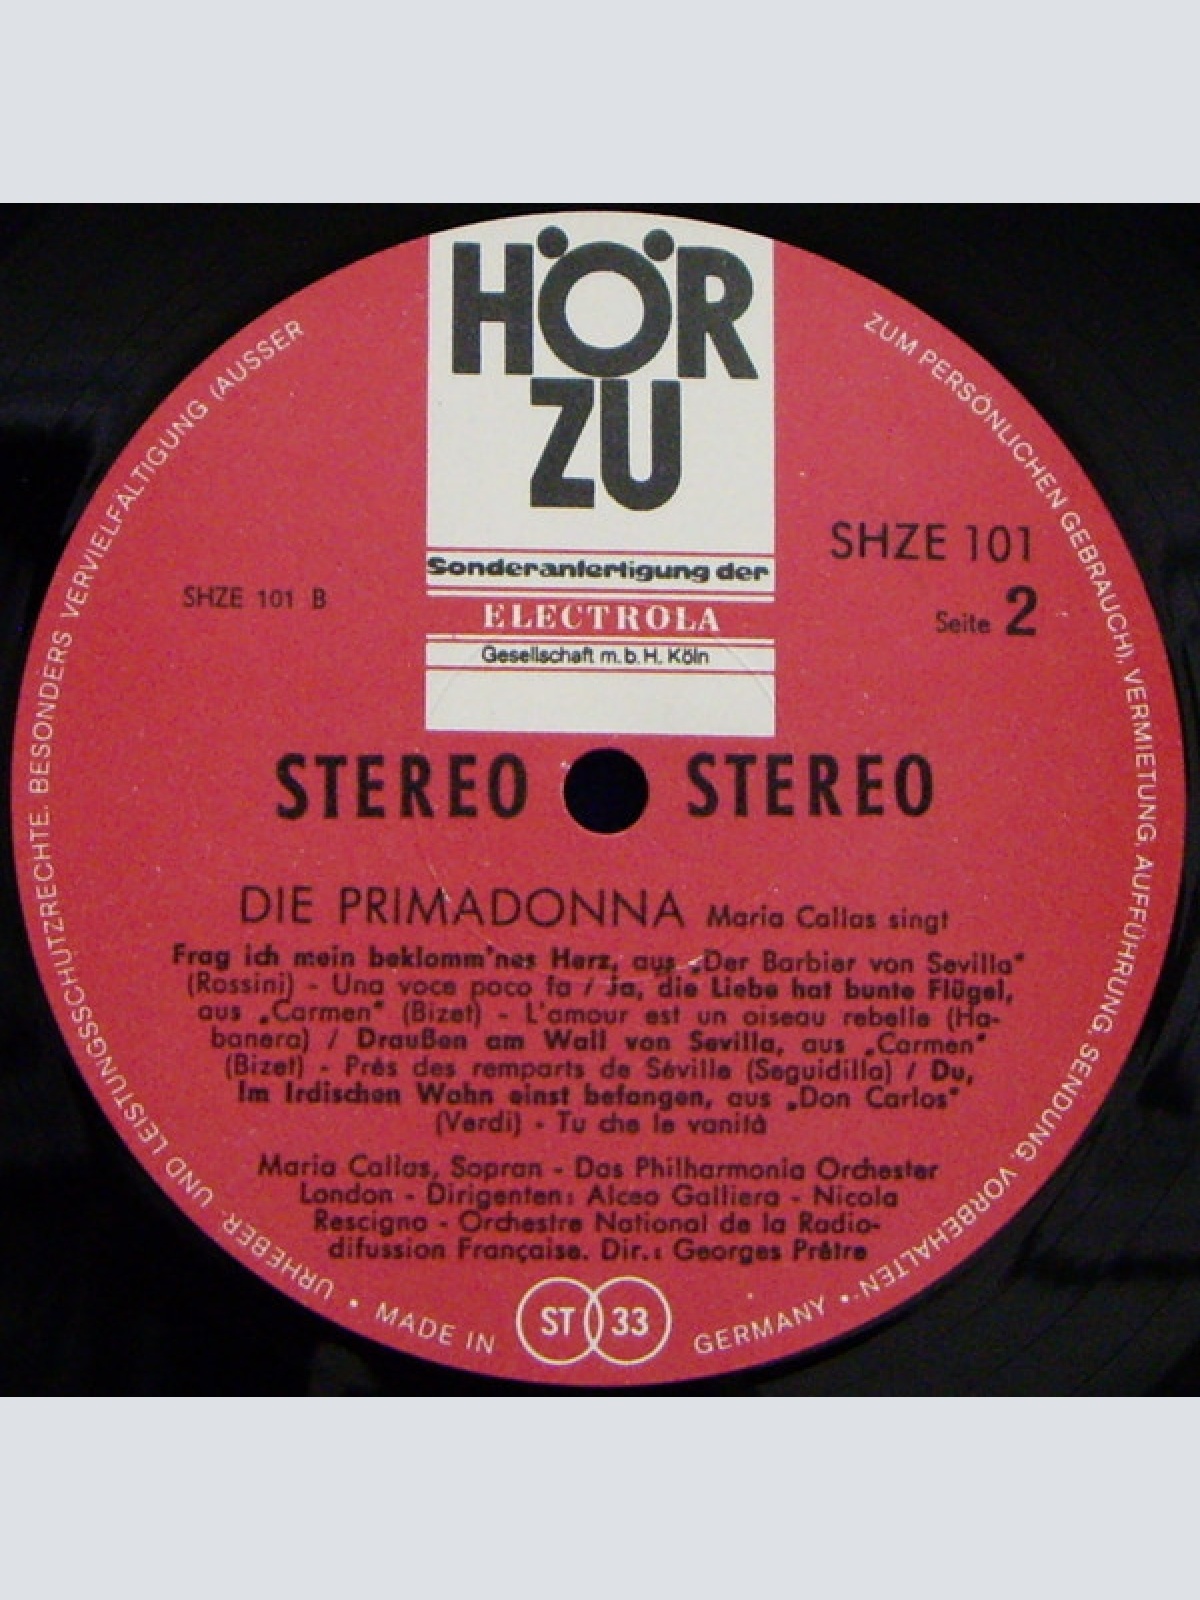 HÖR
ZU
Sonderanfertigung der
ELECTROLA
Gesellschaft m.b.H. Köln
SHZE 101
Seite 2
SHZE 101 B
STEREO STEREO
DIE PRIMADONNA Maria Callas singt
Frag ich mein beklomm'nes Herz, aus „Der Barbier von Sevilla"
(Rossini) - Una voce poco fa / Ja, die Liebe hat bunte Flügel,
aus „Carmen" (Bizet) - L'amour est un oiseau rebelle (Ha-
banera) / Draußen am Wall von Sevilla, aus „Carmen"
(Bizet) - Près des remparts de Séville (Seguidilla) / Du,
Im Irdischen Wahn einst befangen, aus „Don Carlos"
(Verdi) - Tu che le vanità
Maria Callas, Sopran - Das Philharmonia Orchester
London - Dirigenten: Alceo Galliera - Nicola
Rescigno - Orchestre National de la Radio-
difussion Française. Dir.: Georges Prêtre
URHEBER- UND LEISTUNGSSCHUTZRECHTE. BESONDERS VERVIELFÄLTIGUNG (AUSSER
ZUM PERSÖNLICHEN GEBRAUCH), VERMIETUNG, AUFFÜHRUNG, SENDUNG, VORBEHALTEN.
• MADE IN ST 33 GERMANY •